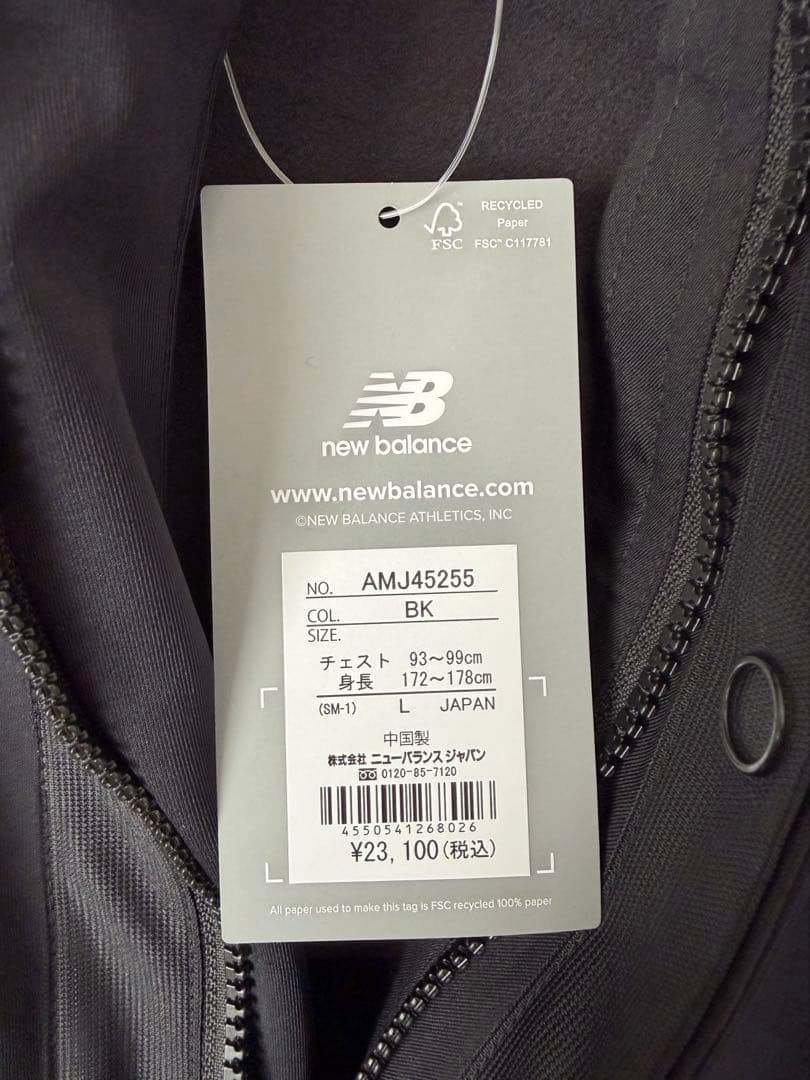 RECYCLED
Paper
FSC™ C117781
FSC
NB
new balance
www.newbalance.com
©NEW BALANCE ATHLETICS, INC
NO. AMJ45255
COL. BK
SIZE.
チェスト 93～99cm
身長 172～178cm
(SM-1) L JAPAN
中国製
株式会社 ニューバランス ジャパン
0120-85-7120
4550541268026
¥23,100(税込)
All paper used to make this tag is FSC recycled 100% paper